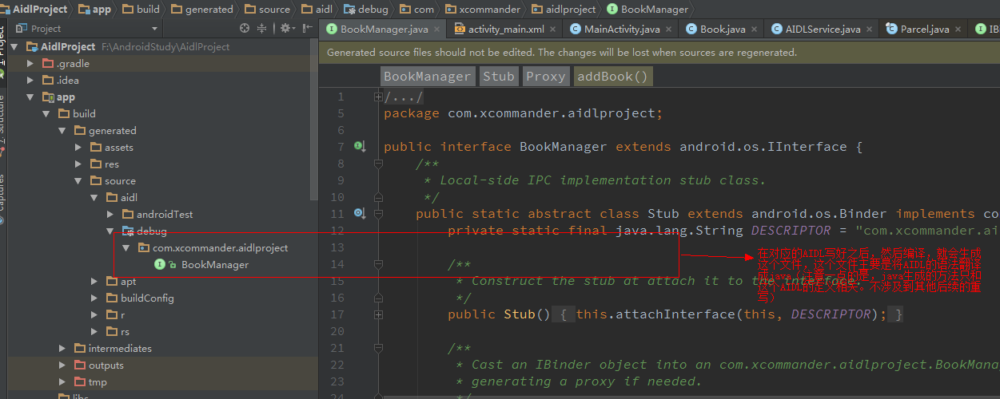 AidlProject app build generated source aidl debug com xcommander aidlproject BookManager
Project
BookManager.java activity_main.xml MainActivity.java Book.java AIDLService.java Parcel.java IB
AidlProject F:\AndroidStudy\AidlProject
.gradle
.idea
app
build
generated
assets
res
source
aidl
androidTest
debug
com.xcommander.aidlproject
BookManager
apt
buildConfig
r
rs
intermediates
outputs
tmp
libs
Captures
Generated source files should not be edited. The changes will be lost when sources are regenerated.
BookManager Stub Proxy addBook()
1 /.../
5 package com.xcommander.aidlproject;
6
7 public interface BookManager extends android.os.IInterface {
8 /**
9 * Local-side IPC implementation stub class.
10 */
11 public static abstract class Stub extends android.os.Binder implements co
12 private static final java.lang.String DESCRIPTOR = "com.xcommander.ai
13
14 /**
15 * Construct the stub at attach it to the interface.
16 */
17 public Stub() { this.attachInterface(this, DESCRIPTOR); }
20
21 /**
22 * Cast an IBinder object into an com.xcommander.aidlproject.BookMana
23 * generating a proxy if needed.
24 */
在对应的AIDL写好之后，然后编译，就会生成
这个文件，这个文件主要是将AIDL的语法翻译
成java（注意一点的是，java生成的方法只和
这个AIDL的定义相关。不涉及到其他后续的重
写）